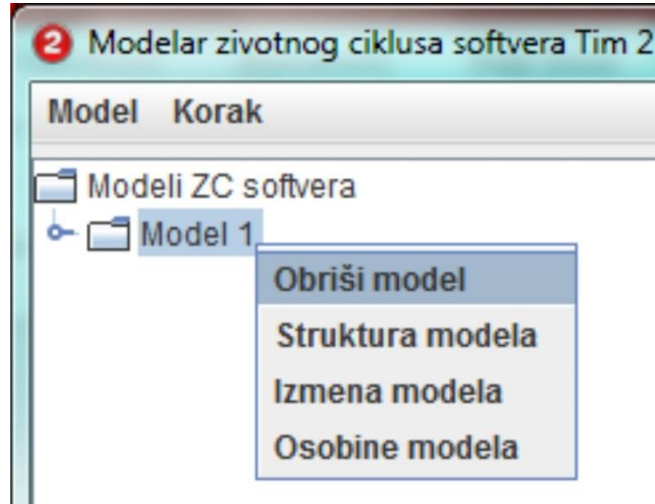 2 Modelar zivotnog ciklusa softvera Tim 2
Model Korak
Modeli ZC softvera
Model 1
Obriši model
Struktura modela
Izmena modela
Osobine modela